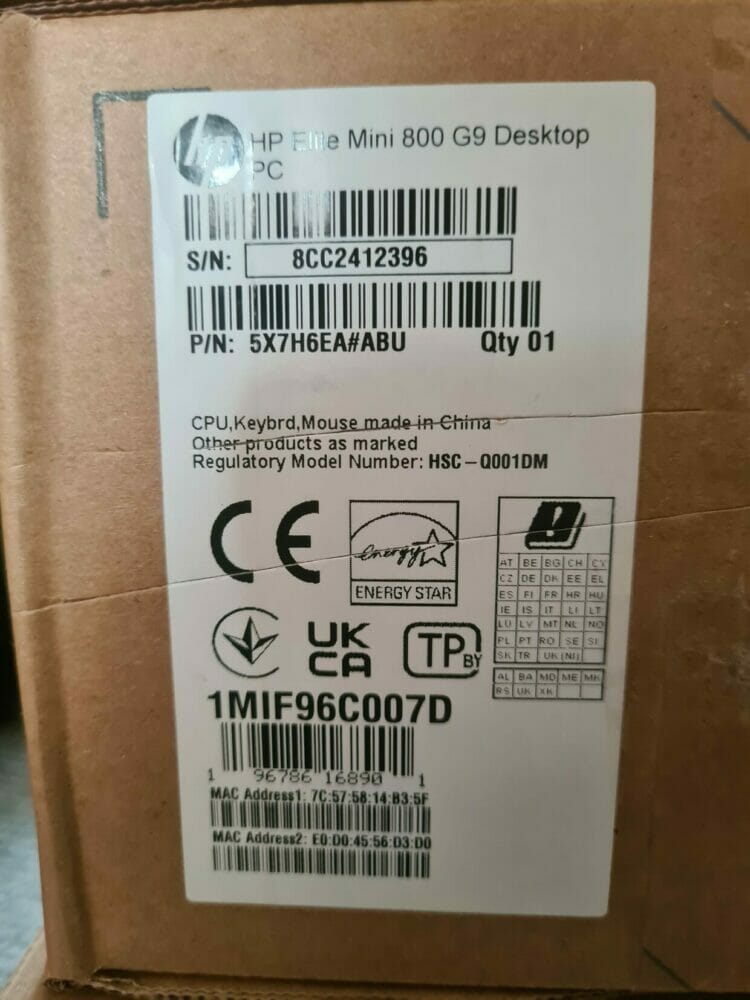 hp
HP Elite Mini 800 G9 Desktop
PC
S/N: 8CC2412396
P/N: 5X7H6EA#ABU Qty 01
CPU,Keybrd,Mouse made in China
Other products as marked
Regulatory Model Number: HSC-Q001DM
CE
energy
ENERGY STAR
AT BE BG CH CY
CZ DE DK EE EL
ES FI FR HR HU
IE IS IT LI LT
LU LV MT NL NO
PL PT RO SE SI
SK TR UK(NI)
AL BA MD ME MK
RS UK XK
UK
CA
TP BY
1MIF96C007D
1 96786 16890 1
MAC Address1: 7C:57:58:14:B3:5F
MAC Address2: E0:D0:45:56:D3:D0